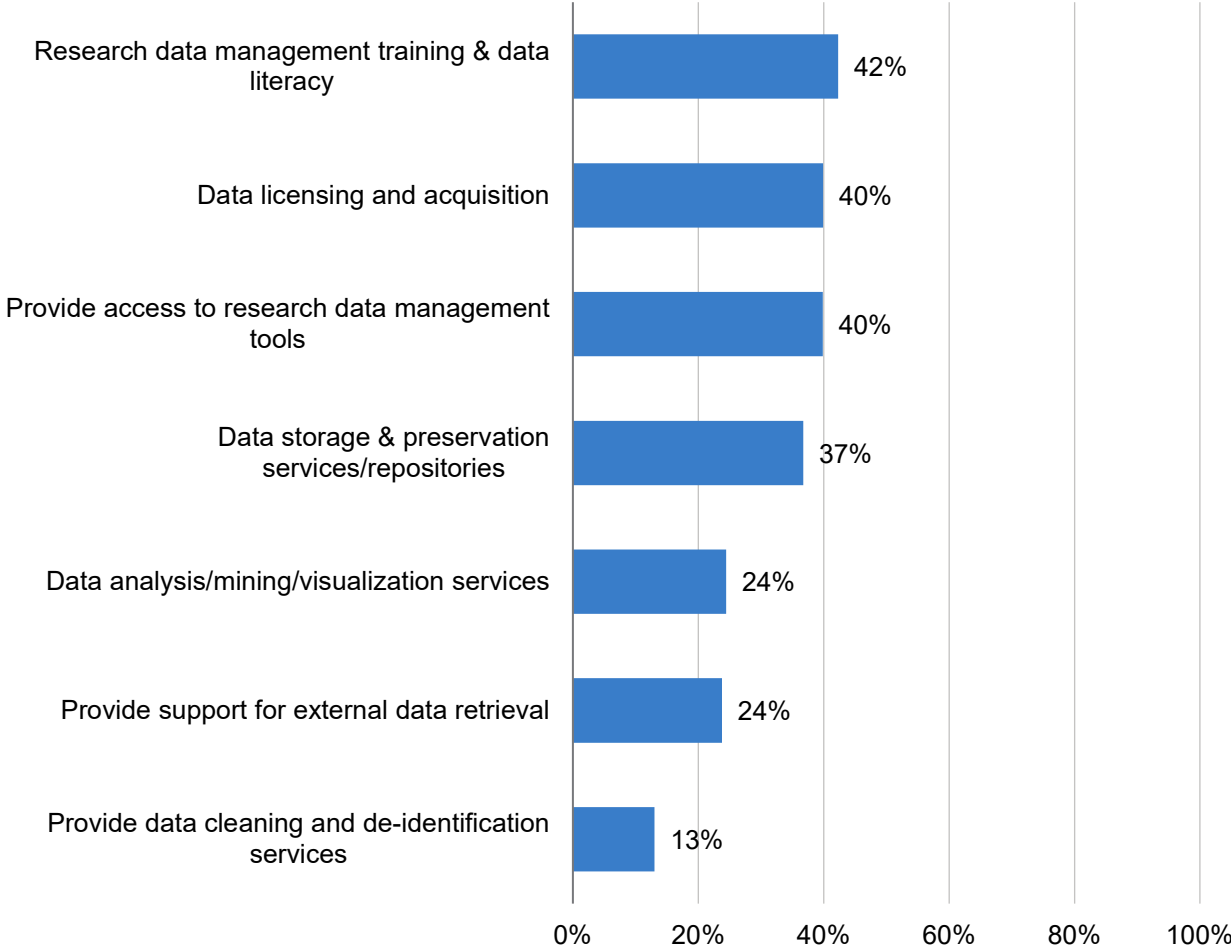 Research data management training & data
literacy
42%
Data licensing and acquisition
40%
Provide access to research data management
tools
40%
Data storage & preservation
services/repositories
37%
Data analysis/mining/visualization services
24%
Provide support for external data retrieval
24%
Provide data cleaning and de-identification
services
13%
0% 20% 40% 60% 80% 100%